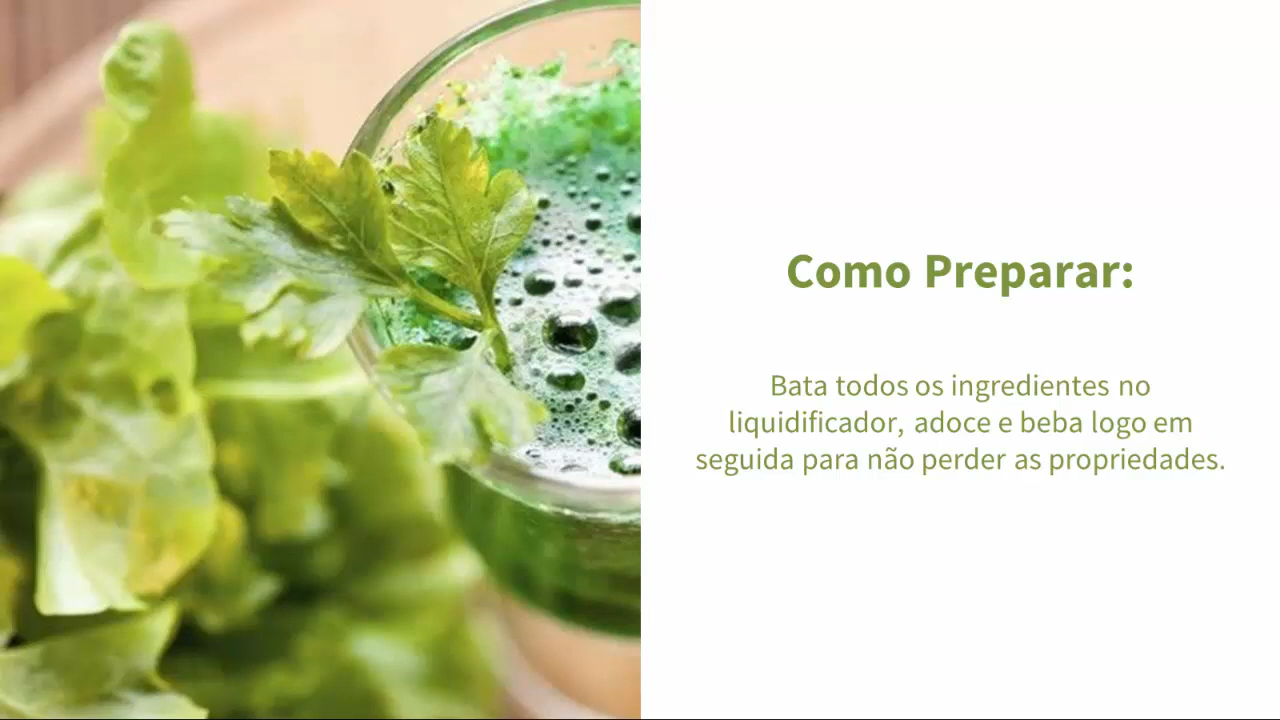 Como Preparar:
Bata todos os ingredientes no
liquidificador, adoce e beba logo em
seguida para não perder as propriedades.